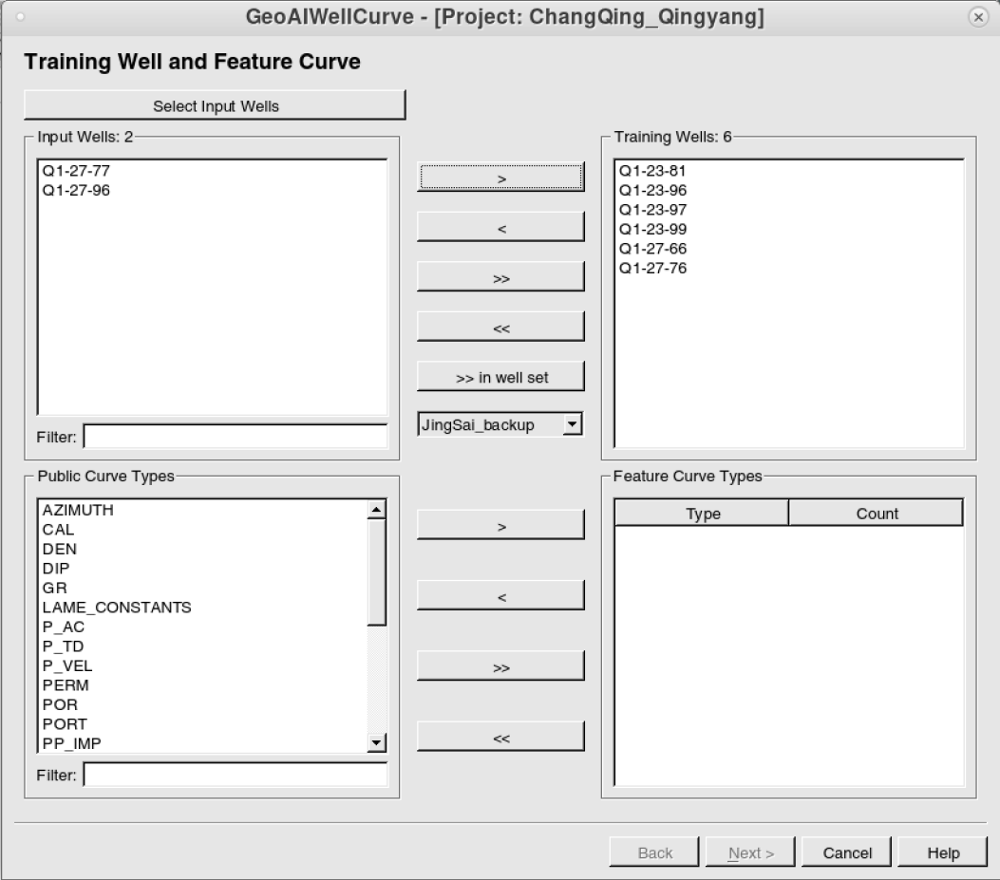 GeoAIWellCurve - [Project: ChangQing_Qingyang]
Training Well and Feature Curve
Select Input Wells
Input Wells: 2
Q1-27-77
Q1-27-96
Filter:
>
<
>>
<<
>> in well set
JingSai_backup
Training Wells: 6
Q1-23-81
Q1-23-96
Q1-23-97
Q1-23-99
Q1-27-66
Q1-27-76
Public Curve Types
AZIMUTH
CAL
DEN
DIP
GR
LAME_CONSTANTS
P_AC
P_TD
P_VEL
PERM
POR
PORT
PP_IMP
Filter:
>
<
>>
<<
Feature Curve Types
Type Count
Back Next > Cancel Help